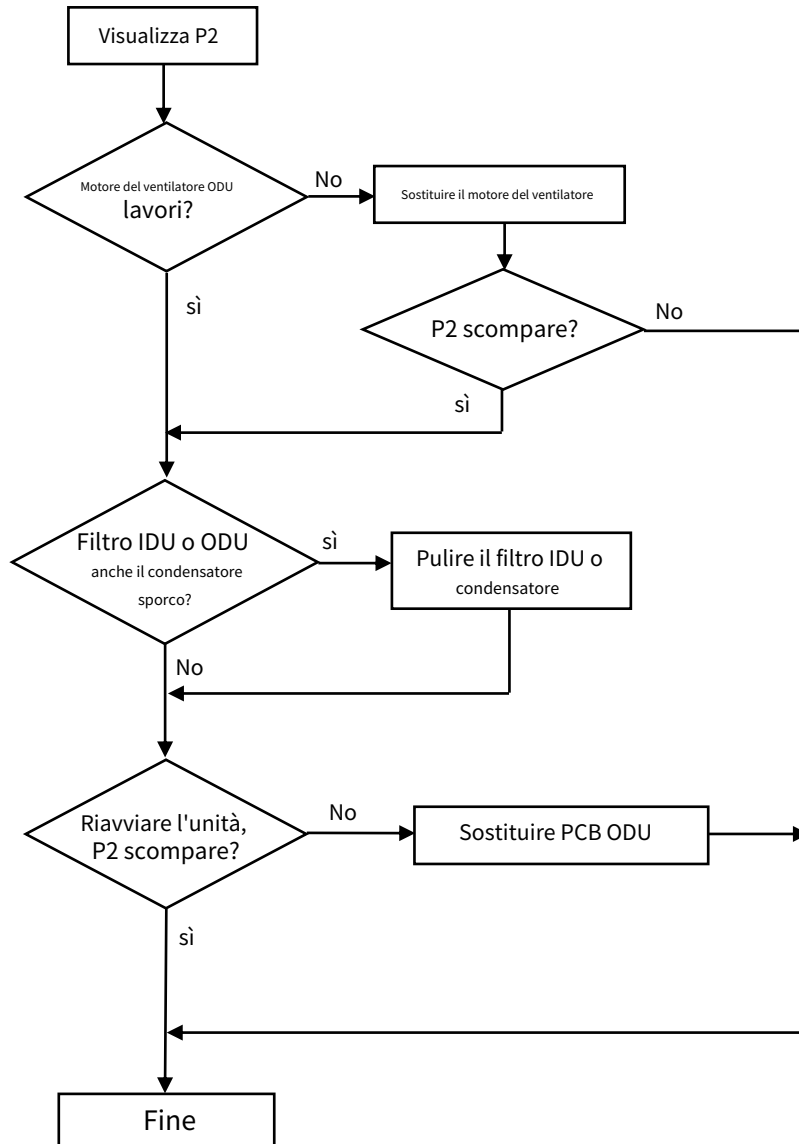 Visualizza P2
Motore del ventilatore ODU
lavori?
No
Sostituire il motore del ventilatore
sì
P2 scompare?
No
sì
Filtro IDU o ODU
anche il condensatore
sporco?
sì
Pulire il filtro IDU o
condensatore
No
Riavviare l'unità,
P2 scompare?
No
Sostituire PCB ODU
sì
Fine